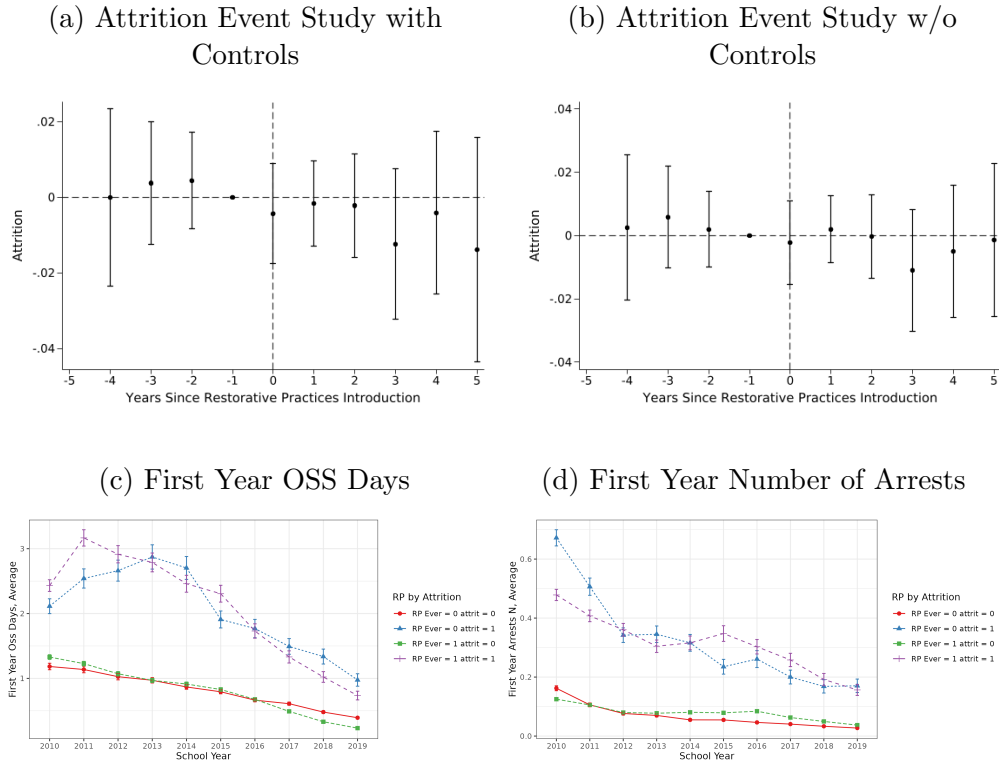 (a) Attrition Event Study with
Controls
.02
0
-.02
-.04
Attrition
-5 -4 -3 -2 -1 0 1 2 3 4 5
Years Since Restorative Practices Introduction
(b) Attrition Event Study w/o
Controls
.04
.02
0
-.02
-.04
Attrition
-5 -4 -3 -2 -1 0 1 2 3 4 5
Years Since Restorative Practices Introduction
(c) First Year OSS Days
3
2
1
First Year Oss Days, Average
2010 2011 2012 2013 2014 2015 2016 2017 2018 2019
School Year
RP by Attrition
RP Ever = 0 attrit = 0
RP Ever = 0 attrit = 1
RP Ever = 1 attrit = 0
RP Ever = 1 attrit = 1
(d) First Year Number of Arrests
0.6
0.4
0.2
0.0
First Year Arrests N, Average
2010 2011 2012 2013 2014 2015 2016 2017 2018 2019
School Year
RP by Attrition
RP Ever = 0 attrit = 0
RP Ever = 0 attrit = 1
RP Ever = 1 attrit = 0
RP Ever = 1 attrit = 1